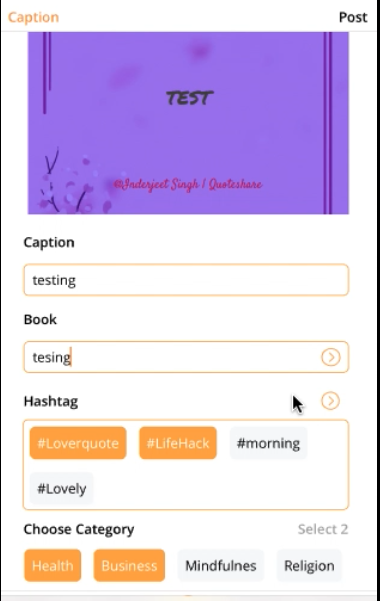 Caption Post
TEST
@Inderjeet Singh | Quoteshare
Caption
testing
Book
tesing
Hashtag
#Loverquote #LifeHack #morning
#Lovely
Choose Category Select 2
Health Business Mindfulnes Religion